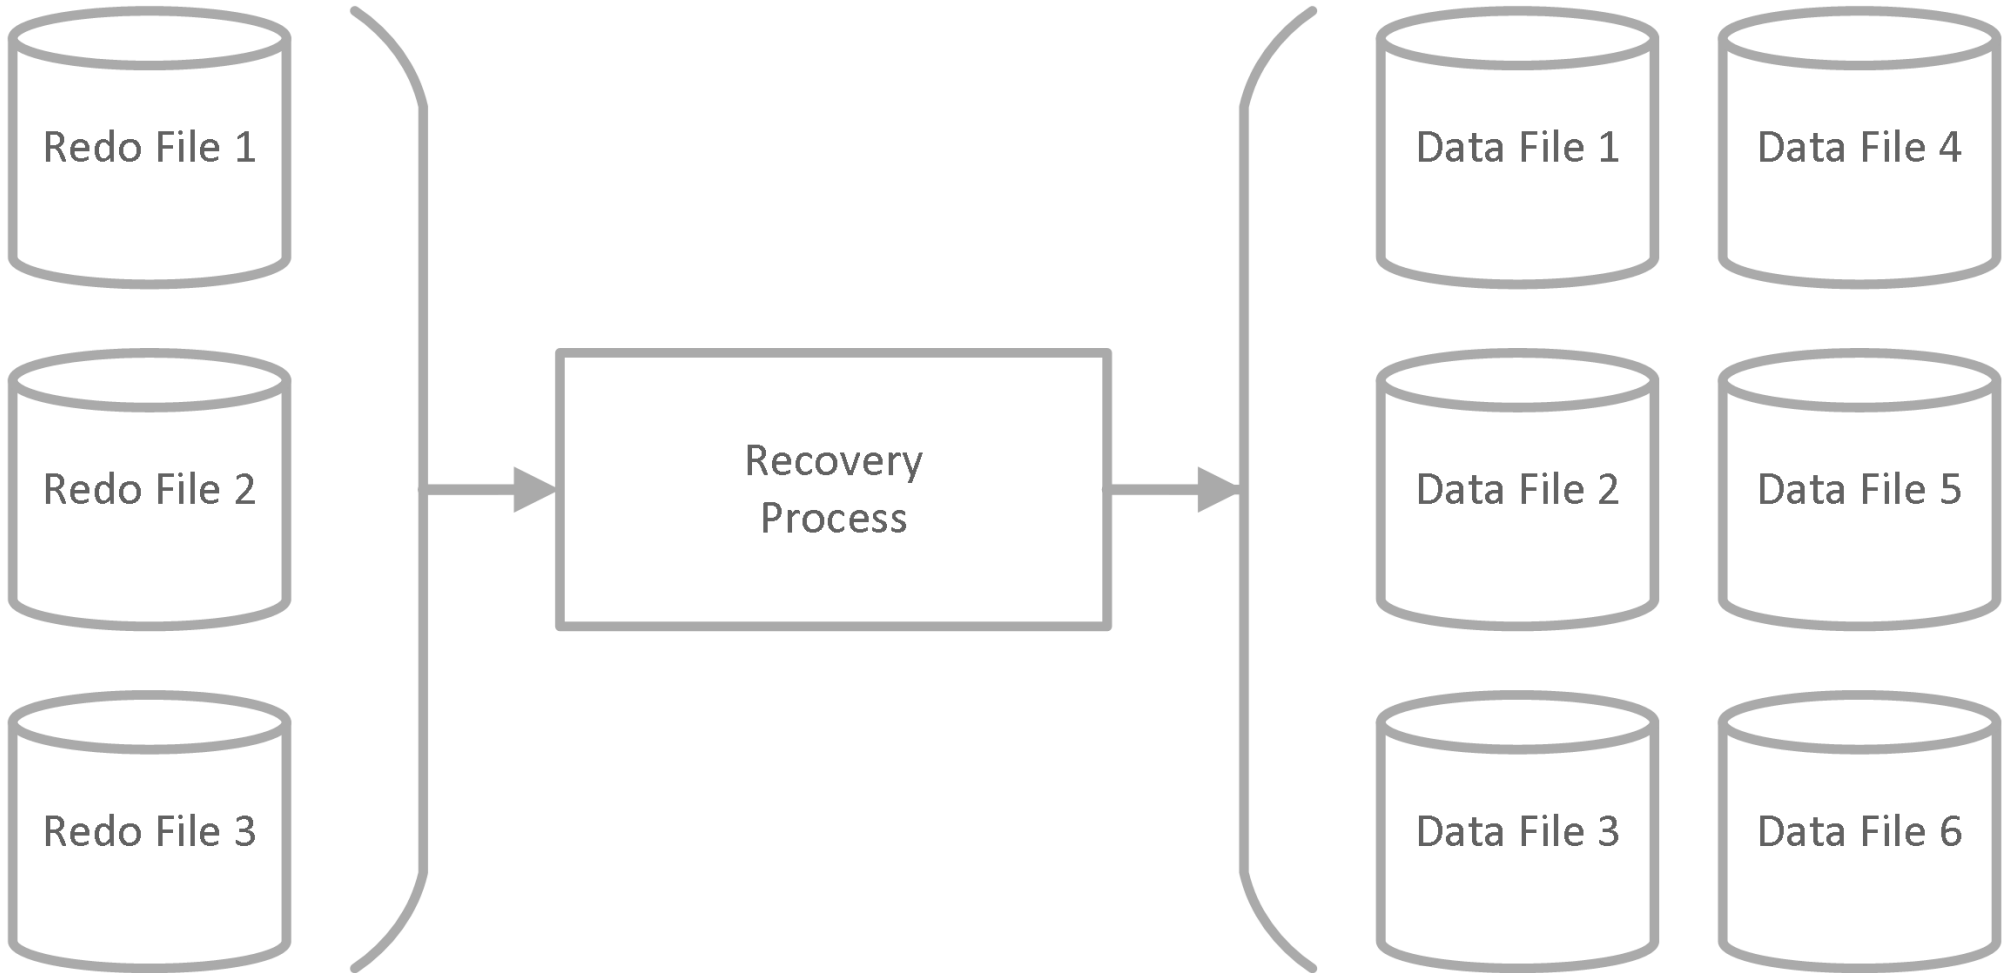 Redo File 1
Redo File 2
Redo File 3
Recovery
Process
Data File 1
Data File 4
Data File 2
Data File 5
Data File 3
Data File 6